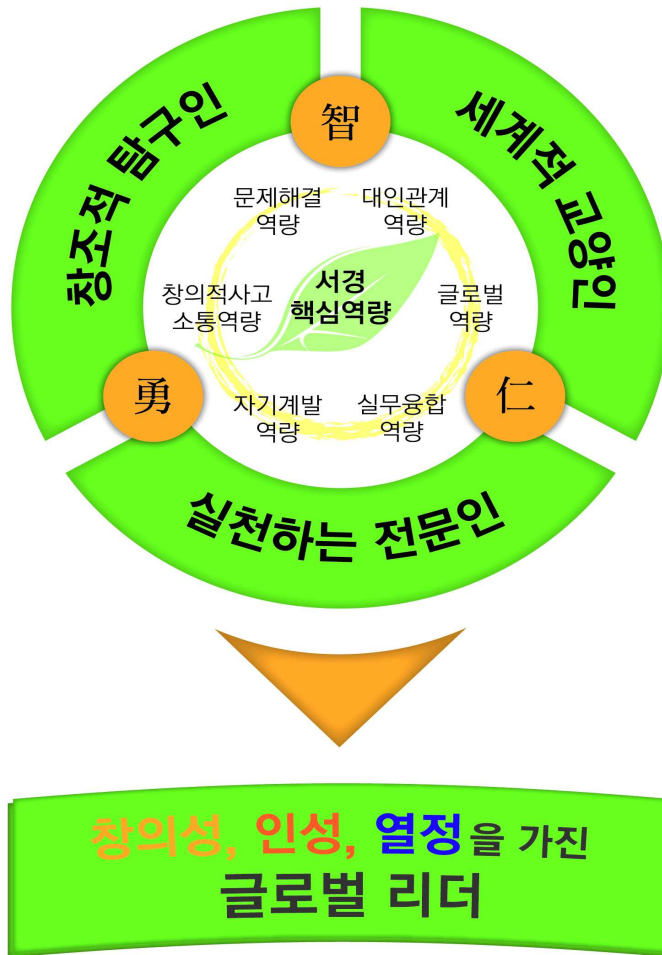 창조적 탐구인
智
세계적 교양인
문제해결
역량
대인관계
역량
창의적사고
소통역량
서경
핵심역량
글로벌
역량
勇
자기계발
역량
실무융합
역량
仁
실천하는 전문인
창의성, 인성, 열정을 가진
글로벌 리더